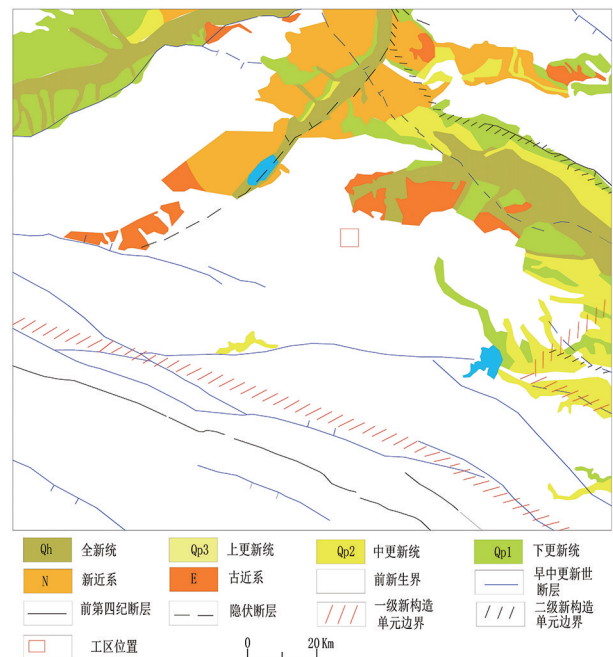 Qh 全新统 Qp3 上更新统 Qp2 中更新统 Qp1 下更新统
N 新近系 E 古近系 前新生界 早中更新世
断层
前第四纪断层 隐伏断层 一级新构造
单元边界 二级新构造
单元边界
工区位置 0 20Km